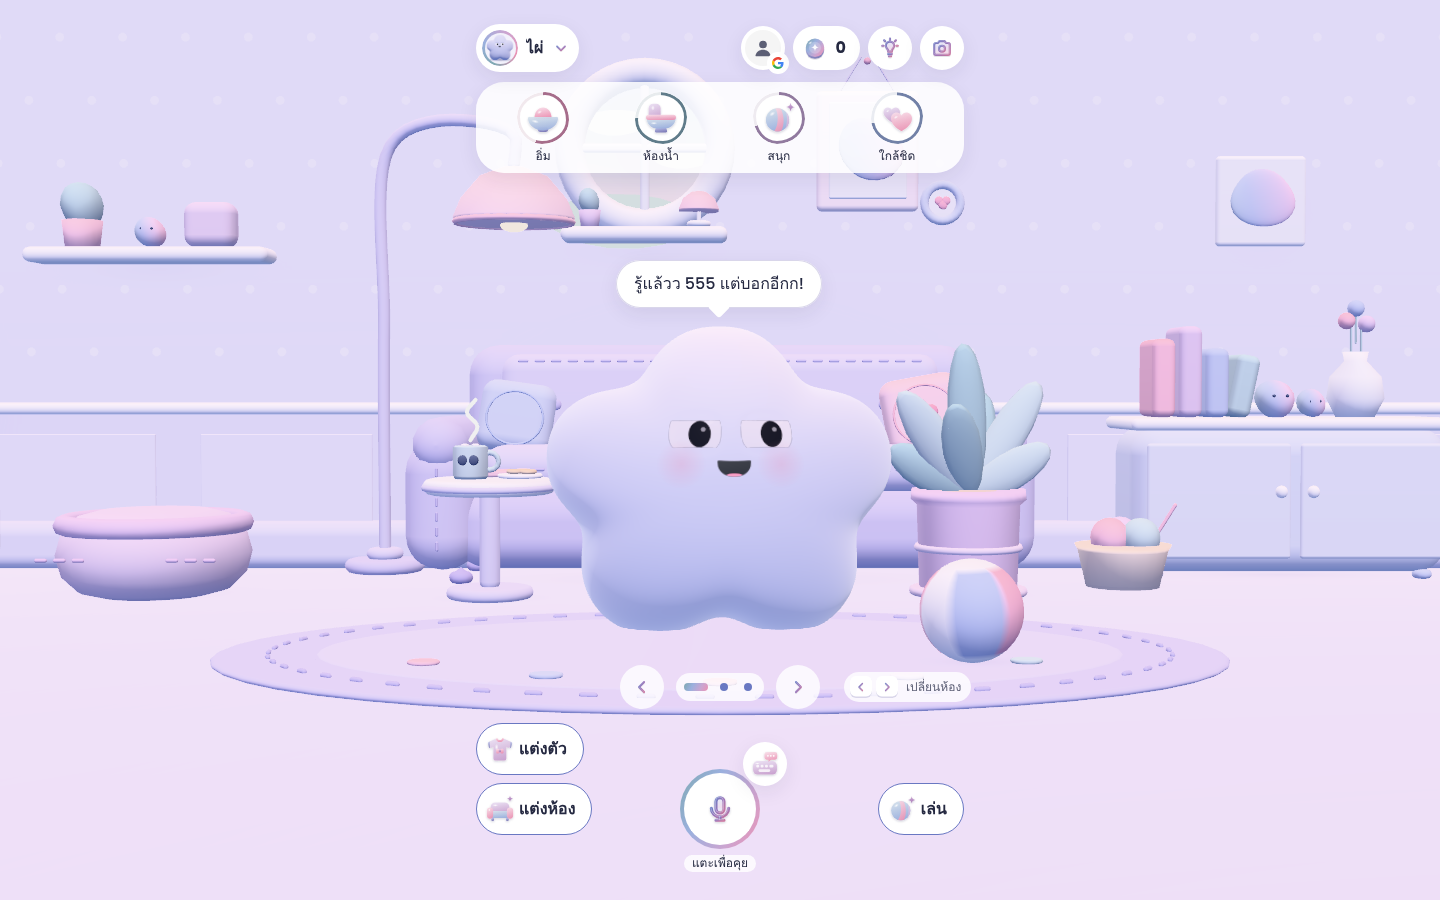 ไผ่
0
อิ่ม
ห้องน้ำ
สนุก
ใกล้ชิด
รู้แล้วว 555 แต่บอกอีกก!
เปลี่ยนห้อง
แต่งตัว
แต่งห้อง
เล่น
แตะเพื่อคุย